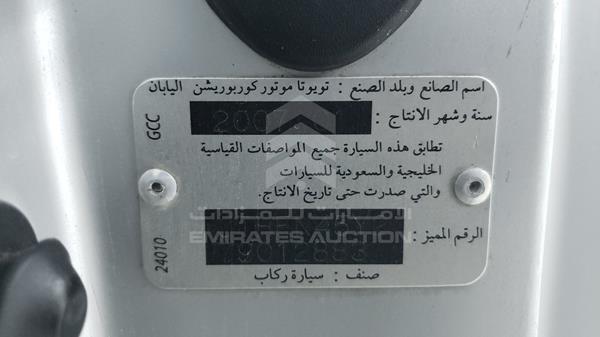 اسم الصانع وبلد الصنع : تويوتا موتور كوربوريشن اليابان
سنة وشهر الانتاج :
تطابق هذه السيارة جميع المواصفات القياسية
الخليجية والسعودية للسيارات
والتي صدرت حتى تاريخ الانتاج.
الامارات للمزادات
EMIRATES AUCTION
الرقم المميز :
9012883
صنف : سيارة ركاب
GCC
24010